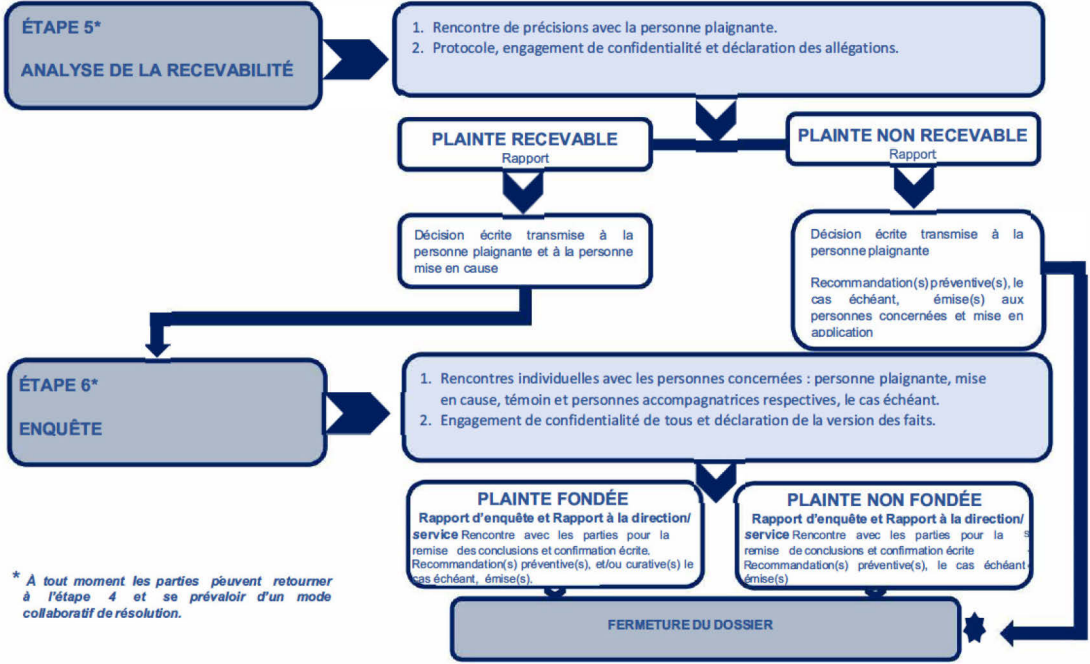 ÉTAPE 5*
ANALYSE DE LA RECEVABILITÉ
1. Rencontre de précisions avec la personne plaignante.
2. Protocole, engagement de confidentialité et déclaration des allégations.
PLAINTE RECEVABLE
Rapport
PLAINTE NON RECEVABLE
Rapport
Décision écrite transmise à la
personne plaignante et à la personne
mise en cause
Décision écrite transmise à la
personne plaignante
Recommandation(s) préventive(s), le
cas échéant, émise(s) aux
personnes concernées et mise en
application
ÉTAPE 6*
ENQUÊTE
1. Rencontres individuelles avec les personnes concernées : personne plaignante, mise
en cause, témoin et personnes accompagnatrices respectives, le cas échéant.
2. Engagement de confidentialité de tous et déclaration de la version des faits.
PLAINTE FONDÉE
Rapport d'enquête et Rapport à la direction/
service Rencontre avec les parties pour la
remise des conclusions et confirmation écrite.
Recommandation(s) préventive(s), et/ou curative(s) le
cas échéant, émise(s).
PLAINTE NON FONDÉE
Rapport d'enquête et Rapport à la direction/
service Rencontre avec les parties pour la s
remise de conclusions et confirmation écrite -
Recommandation(s) préventive(s), le cas échéant
émise(s)
* À tout moment les parties peuvent retourner
à l'étape 4 et se prévaloir d'un mode
collaboratif de résolution.
FERMETURE DU DOSSIER